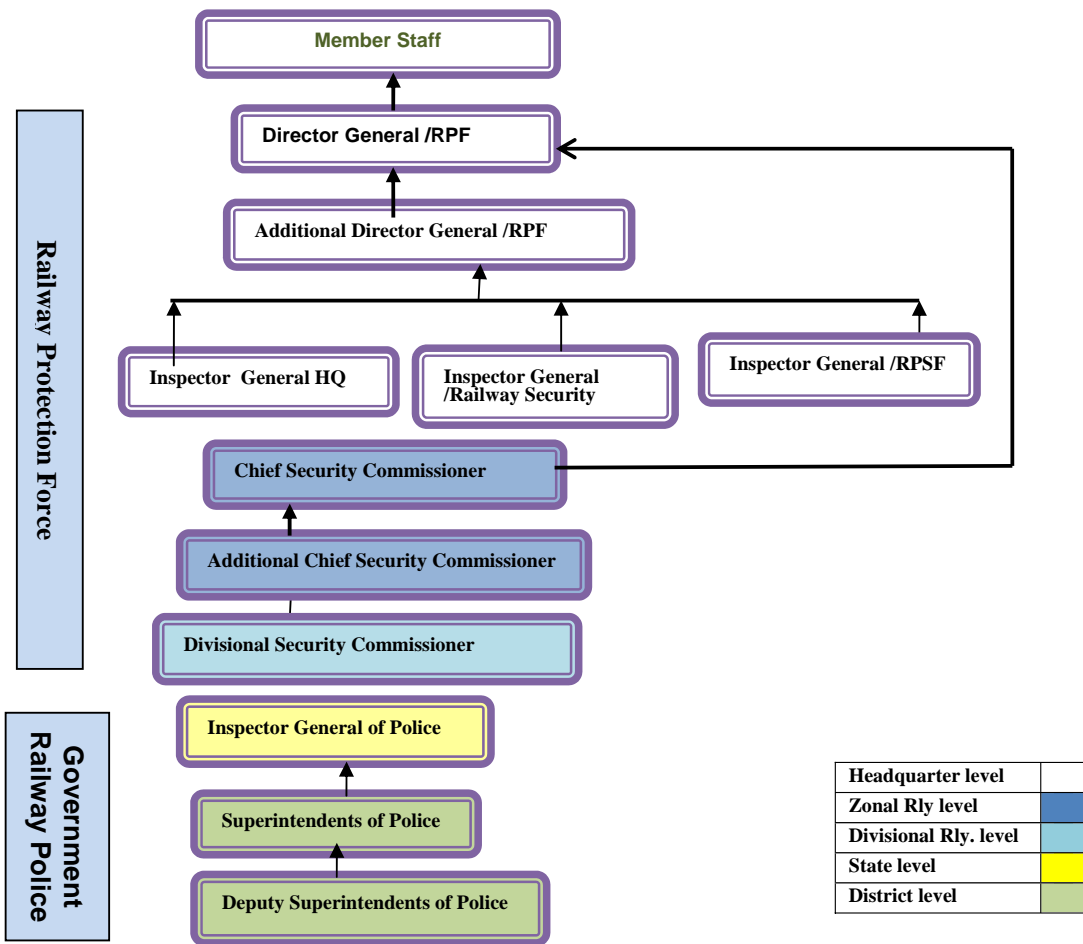 Member Staff
Director General /RPF
Additional Director General /RPF
Inspector General HQ
Inspector General
/Railway Security
Inspector General /RPSF
Chief Security Commissioner
Additional Chief Security Commissioner
Divisional Security Commissioner
Railway Protection Force
Inspector General of Police
Superintendents of Police
Deputy Superintendents of Police
Government
Railway Police
Headquarter level
Zonal Rly level
Divisional Rly. level
State level
District level